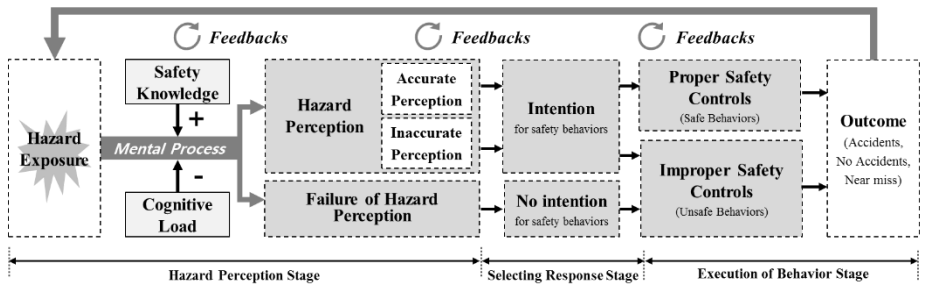 Feedbacks
Feedbacks
Feedbacks
Hazard
Exposure
Safety
Knowledge
+
Mental Process
-
Cognitive
Load
Hazard
Perception
Accurate
Perception
Inaccurate
Perception
Failure of Hazard
Perception
Intention
for safety behaviors
No intention
for safety behaviors
Proper Safety
Controls
(Safe Behaviors)
Improper Safety
Controls
(Unsafe Behaviors)
Outcome
(Accidents,
No Accidents,
Near miss)
Hazard Perception Stage
Selecting Response Stage
Execution of Behavior Stage